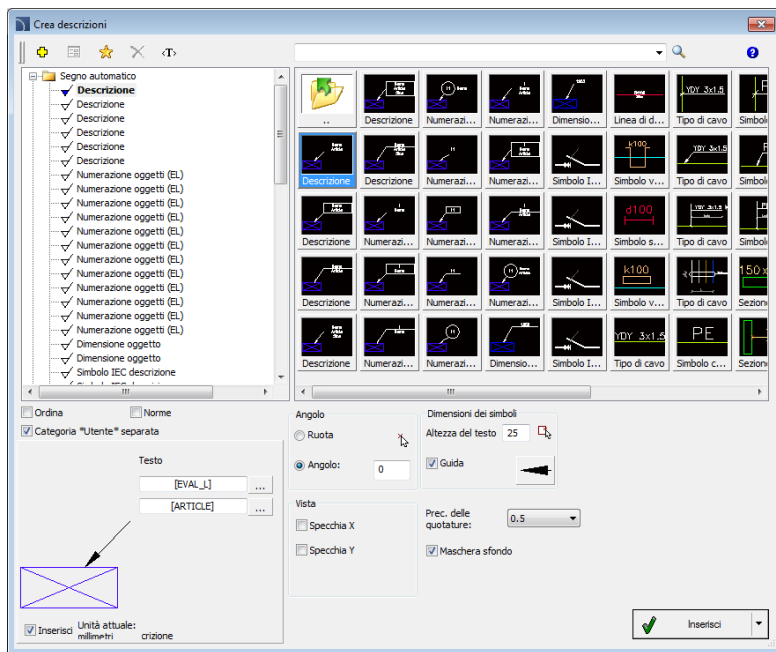 Crea descrizioni
<T>
Segno automatico
Descrizione
Descrizione
Descrizione
Descrizione
Descrizione
Descrizione
Numerazione oggetti (EL)
Numerazione oggetti (EL)
Numerazione oggetti (EL)
Numerazione oggetti (EL)
Numerazione oggetti (EL)
Numerazione oggetti (EL)
Numerazione oggetti (EL)
Numerazione oggetti (EL)
Numerazione oggetti (EL)
Numerazione oggetti (EL)
Numerazione oggetti (EL)
Numerazione oggetti (EL)
Dimensione oggetto
Dimensione oggetto
Simbolo IEC descrizione
YDY 3x1.5
.. Descrizione Numerazi... Numerazi... Dimensio... Linea di d... Tipo di cavo Simbolo
k100 YDY 3x1.5
Descrizione Descrizione Numerazi... Numerazi... Simbolo I... Simbolo v... Tipo di cavo Simbolo
d100
Descrizione Numerazi... Numerazi... Numerazi... Simbolo I... Simbolo s... Tipo di cavo Simbolo
k100 150 x
Descrizione Numerazi... Numerazi... Numerazi... Simbolo I... Simbolo v... Tipo di cavo Sezione
YDY 3x1.5 PE
Descrizione Numerazi... Numerazi... Dimensio... Simbolo I... Tipo di cavo Simbolo c... Sezion
Ordina Norme
Categoria "Utente" separata
Testo
[EVAL_L] ...
[ARTICLE] ...
Inserisci Unità attuale:
millimetri crizione
Angolo
Ruota
Angolo: 0
Vista
Specchia X
Specchia Y
Dimensioni dei simboli
Altezza del testo 25
Guida
Prec. delle
quotature: 0.5
Maschera sfondo
Inserisci